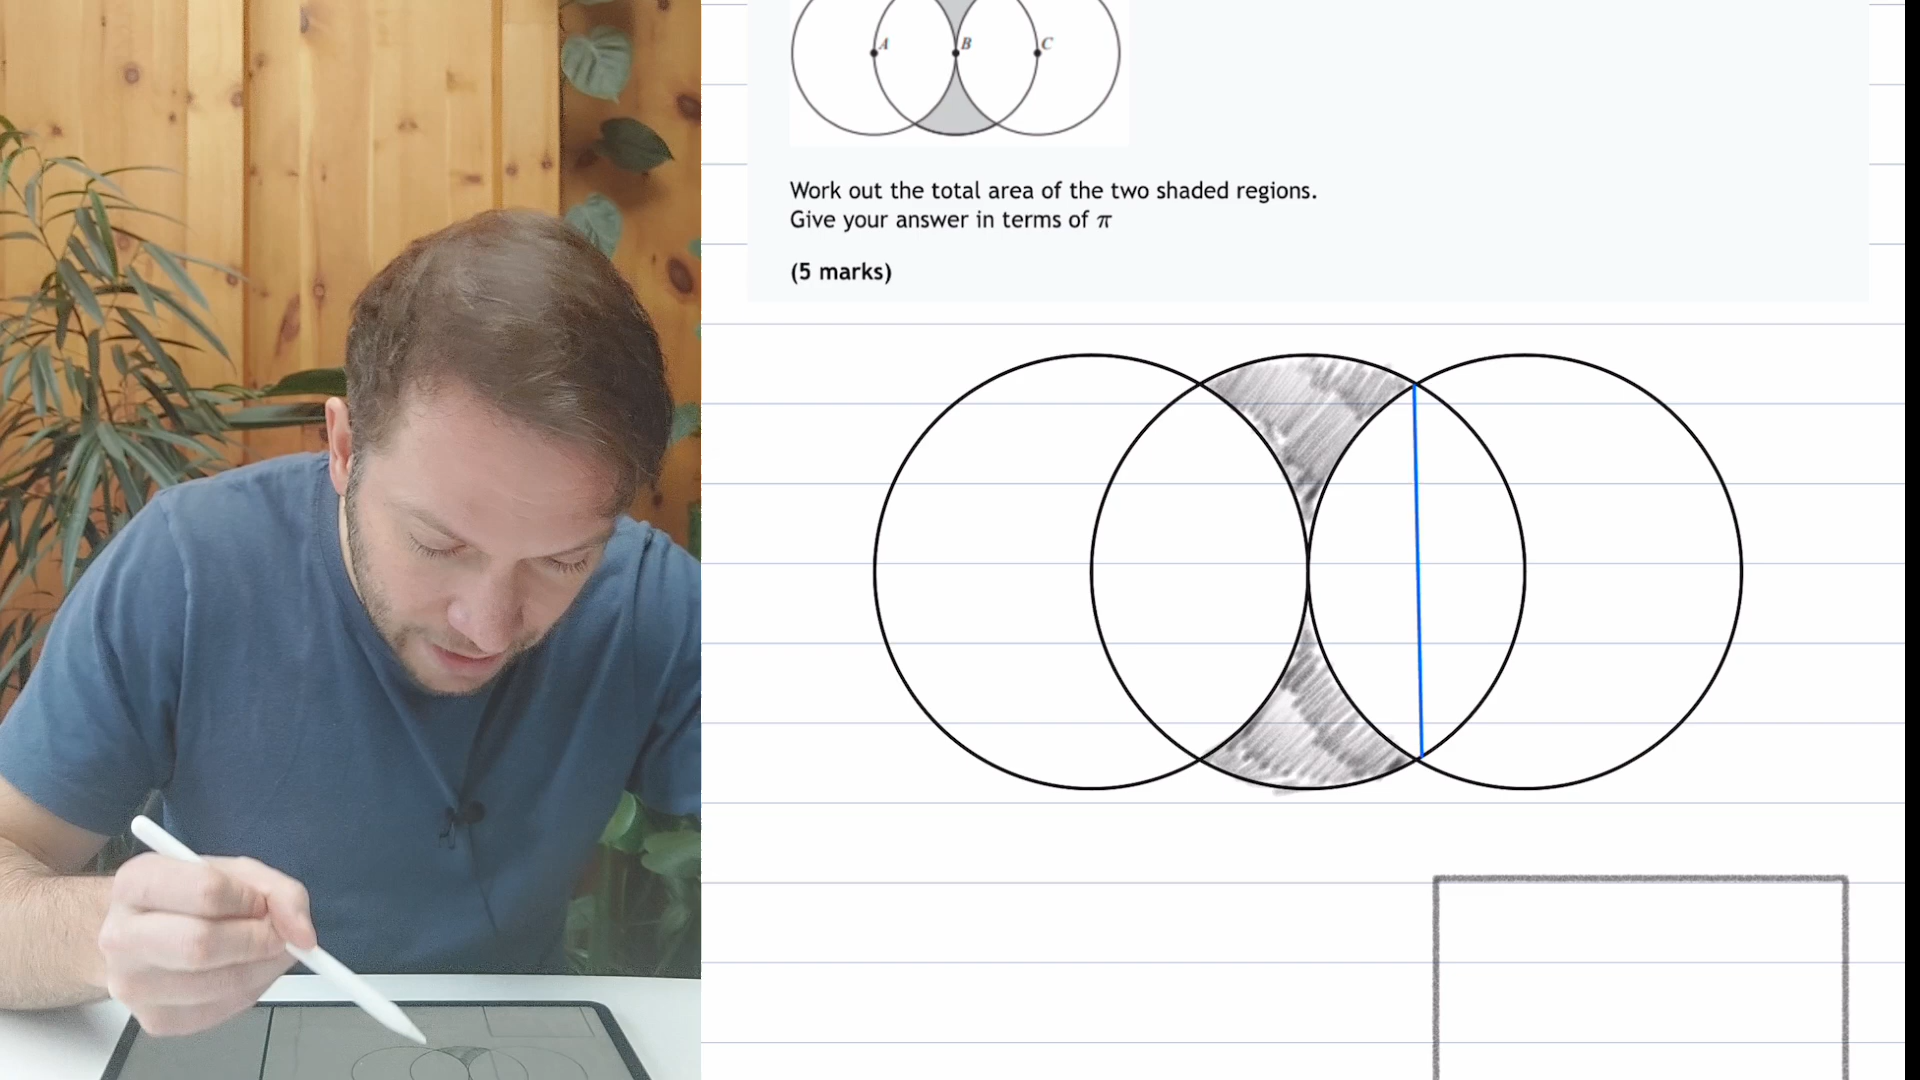 A B C
Work out the total area of the two shaded regions.
Give your answer in terms of π
(5 marks)